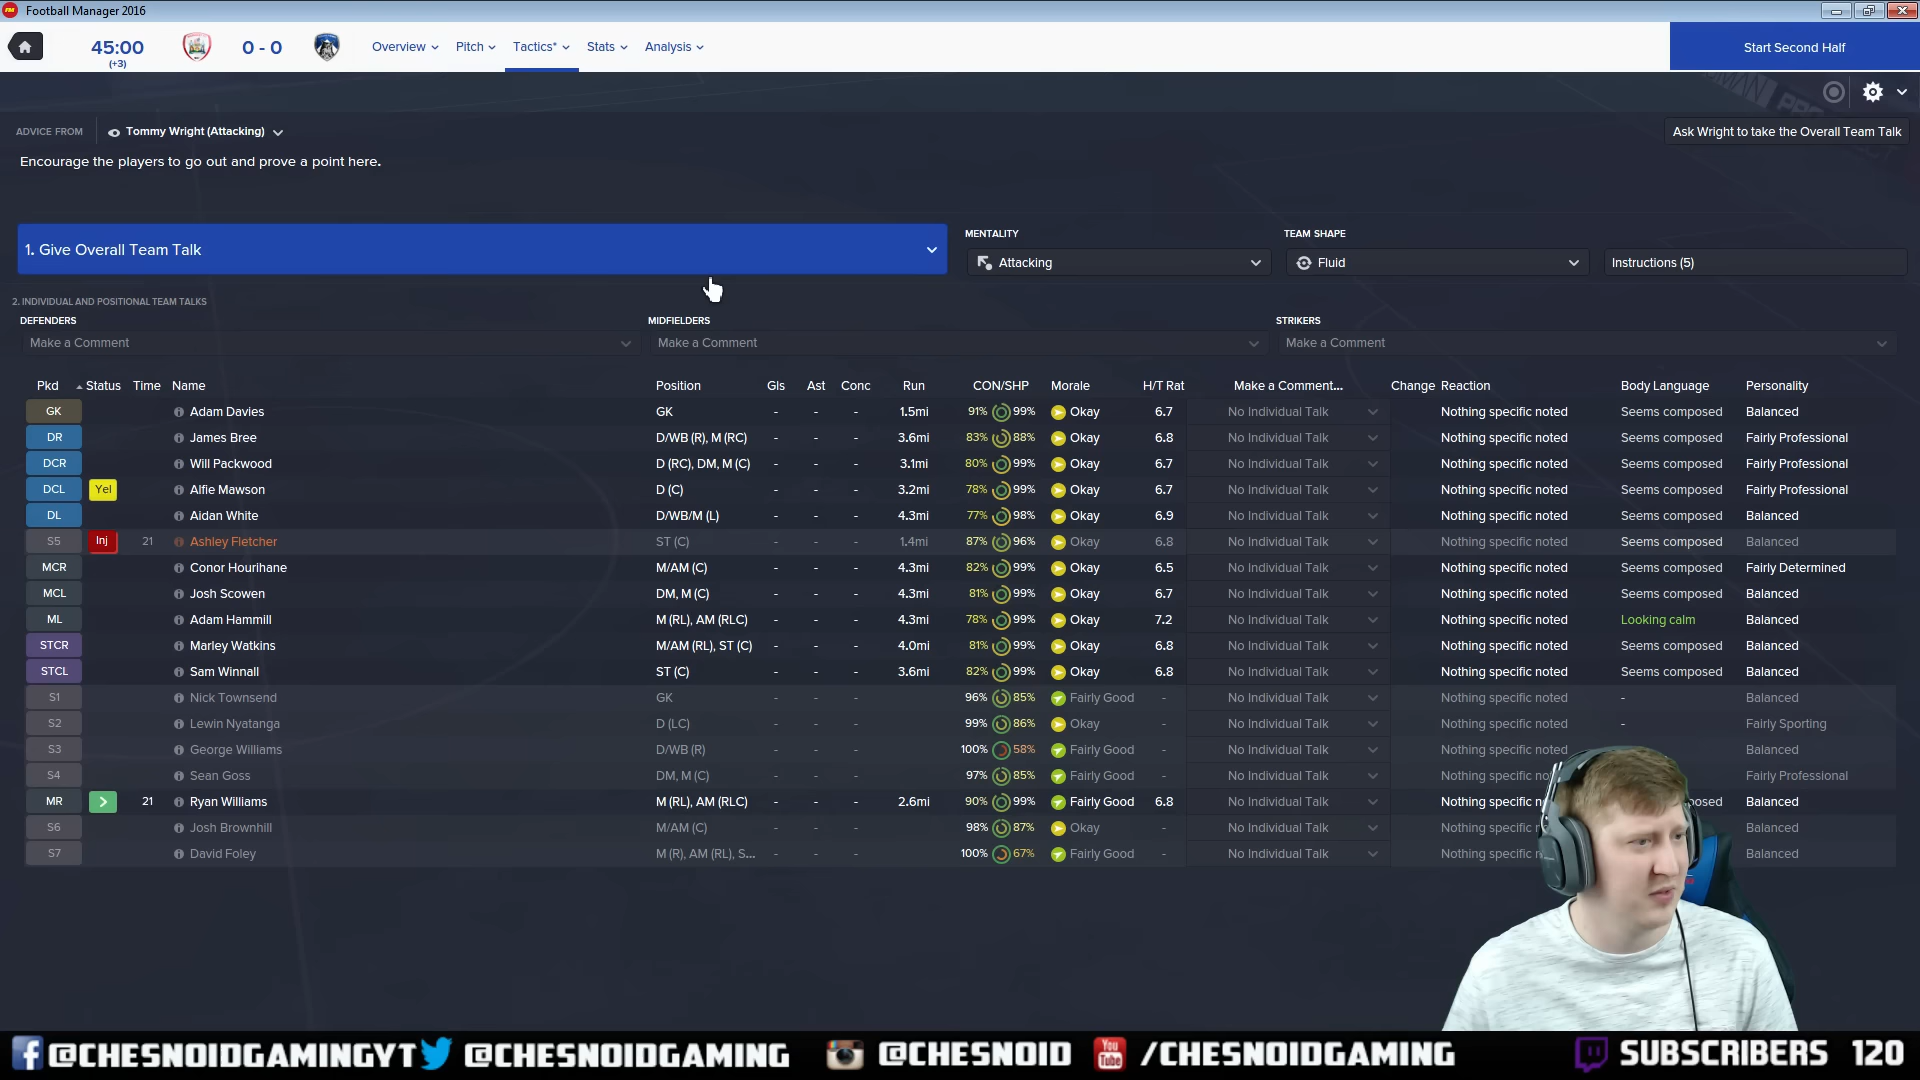 Football Manager 2016
45:00
(+3)
0 - 0
Overview
Pitch
Tactics*
Stats
Analysis
Start Second Half
ADVICE FROM
Tommy Wright (Attacking)
Ask Wright to take the Overall Team Talk
Encourage the players to go out and prove a point here.
1. Give Overall Team Talk
MENTALITY
Attacking
TEAM SHAPE
Fluid
Instructions (5)
2. INDIVIDUAL AND POSITIONAL TEAM TALKS
DEFENDERS
Make a Comment
MIDFIELDERS
Make a Comment
STRIKERS
Make a Comment
Pkd Status Time Name Position Gls Ast Conc Run CON/SHP Morale H/T Rat Make a Comment... Change Reaction Body Language Personality
GK Adam Davies GK - - - 1.5mi 91% 99% Okay 6.7 No Individual Talk Nothing specific noted Seems composed Balanced
DR James Bree D/WB (R), M (RC) - - - 3.6mi 83% 88% Okay 6.8 No Individual Talk Nothing specific noted Seems composed Fairly Professional
DCR Will Packwood D (RC), DM, M (C) - - - 3.1mi 80% 99% Okay 6.7 No Individual Talk Nothing specific noted Seems composed Fairly Professional
DCL Yel Alfie Mawson D (C) - - - 3.2mi 78% 99% Okay 6.7 No Individual Talk Nothing specific noted Seems composed Fairly Professional
DL Aidan White D/WB/M (L) - - - 4.3mi 77% 98% Okay 6.9 No Individual Talk Nothing specific noted Seems composed Balanced
S5 Inj 21 Ashley Fletcher ST (C) - - - 1.4mi 87% 96% Okay 6.8 No Individual Talk Nothing specific noted Seems composed Balanced
MCR Conor Hourihane M/AM (C) - - - 4.3mi 82% 99% Okay 6.5 No Individual Talk Nothing specific noted Seems composed Fairly Determined
MCL Josh Scowen DM, M (C) - - - 4.3mi 81% 99% Okay 6.7 No Individual Talk Nothing specific noted Seems composed Balanced
ML Adam Hammill M (RL), AM (RLC) - - - 4.3mi 78% 99% Okay 7.2 No Individual Talk Nothing specific noted Looking calm Balanced
STCR Marley Watkins M/AM (RL), ST (C) - - - 4.0mi 81% 99% Okay 6.8 No Individual Talk Nothing specific noted Seems composed Balanced
STCL Sam Winnall ST (C) - - - 3.6mi 82% 99% Okay 6.8 No Individual Talk Nothing specific noted Seems composed Balanced
S1 Nick Townsend GK - - - 96% 85% Fairly Good - No Individual Talk Nothing specific noted - Balanced
S2 Lewin Nyatanga D (LC) - - - 99% 86% Okay - No Individual Talk Nothing specific noted - Fairly Sporting
S3 George Williams D/WB (R) - - - 100% 58% Fairly Good - No Individual Talk Nothing specific noted Balanced
S4 Sean Goss DM, M (C) - - - 97% 85% Fairly Good - No Individual Talk Nothing specific Fairly Professional
MR 21 Ryan Williams M (RL), AM (RLC) - - - 2.6mi 90% 99% Fairly Good 6.8 No Individual Talk Nothing specific Balanced
S6 Josh Brownhill M/AM (C) - - - 98% 87% Okay - No Individual Talk Nothing specific Balanced
S7 David Foley M (R), AM (RL), S... - - - 100% 67% Fairly Good - No Individual Talk Nothing specific Balanced
@CHESNOIDGAMINGYT @CHESNOIDGAMING @CHESNOID You Tube /CHESNOIDGAMING SUBSCRIBERS 120